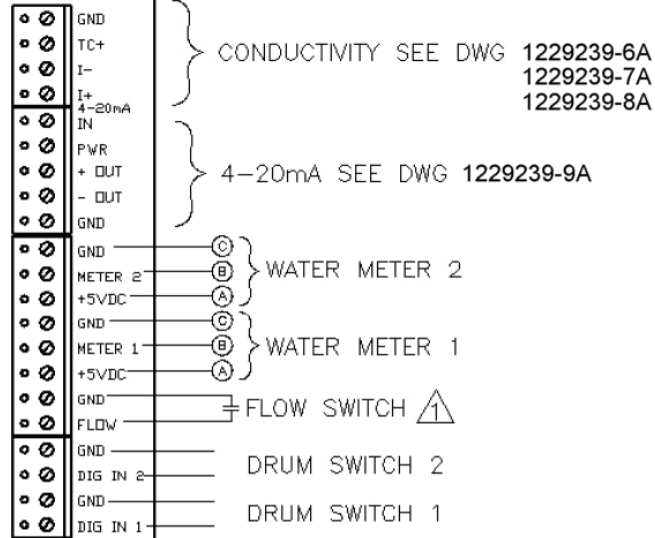 GND
TC+
I-
I+
CONDUCTIVITY SEE DWG 1229239-6A
1229239-7A
1229239-8A
4-20mA
IN
PWR
+ OUT
- OUT
GND
4-20mA SEE DWG 1229239-9A
GND C
METER 2 B
+5VDC A
WATER METER 2
GND C
METER 1 B
+5VDC A
WATER METER 1
GND
FLOW
FLOW SWITCH 1
GND
DIG IN 2
DRUM SWITCH 2
GND
DIG IN 1
DRUM SWITCH 1